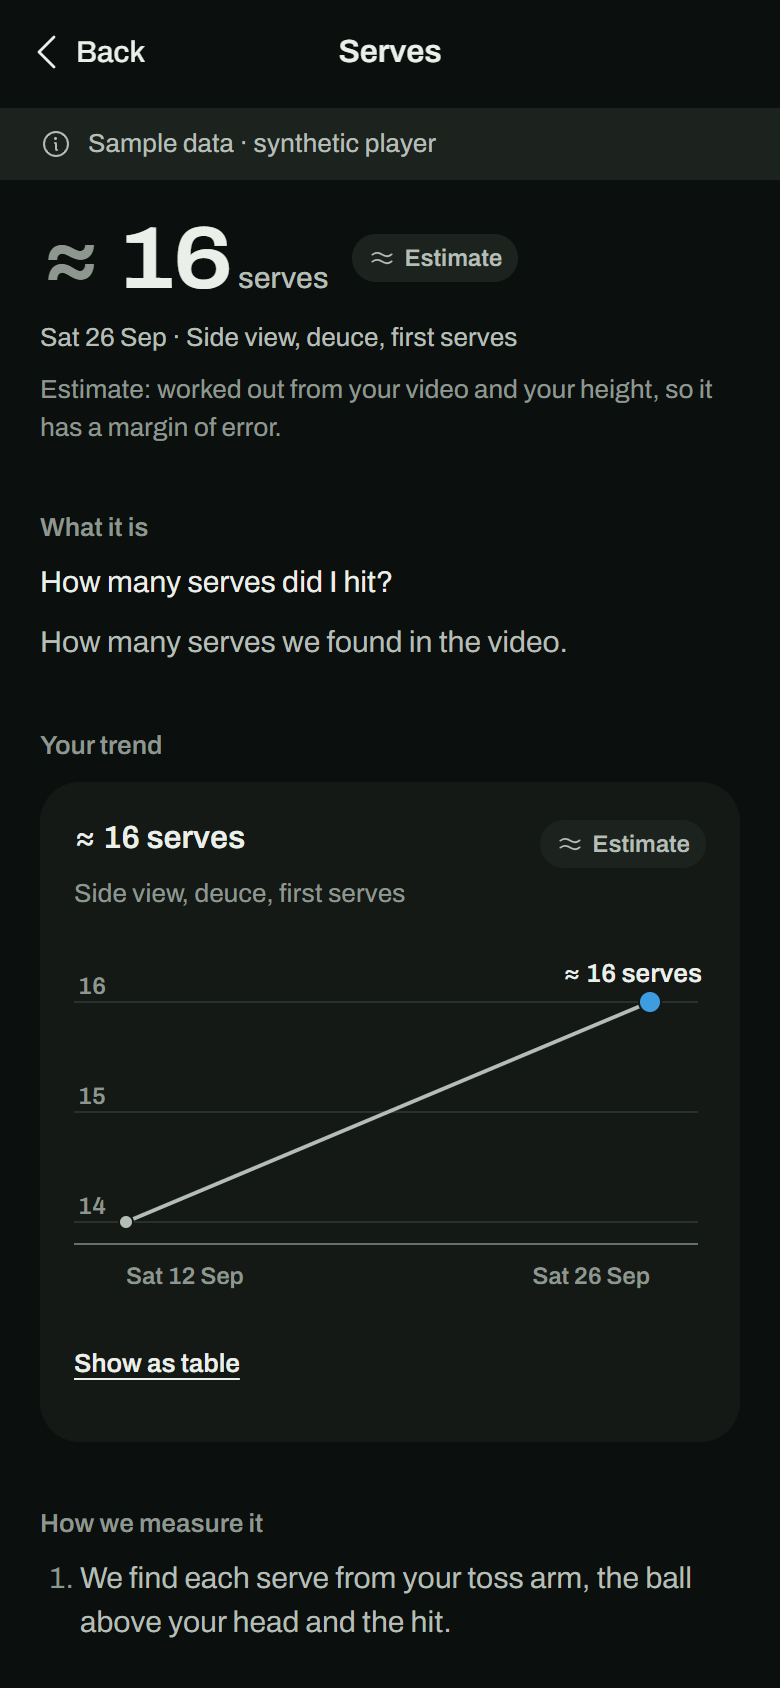 Back
Serves
Sample data · synthetic player
≈ 16 serves
Estimate
Sat 26 Sep · Side view, deuce, first serves
Estimate: worked out from your video and your height, so it
has a margin of error.
What it is
How many serves did I hit?
How many serves we found in the video.
Your trend
≈ 16 serves
Estimate
Side view, deuce, first serves
≈ 16 serves
16
15
14
Sat 12 Sep
Sat 26 Sep
Show as table
How we measure it
1. We find each serve from your toss arm, the ball
above your head and the hit.